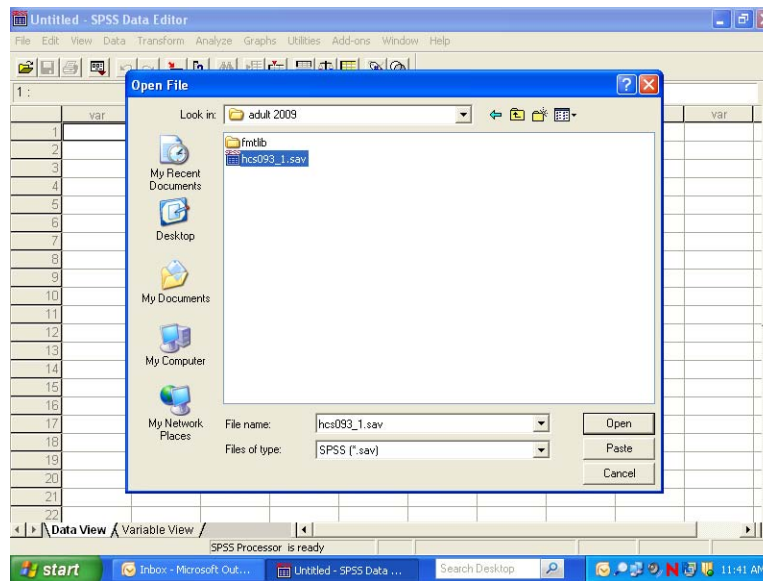 Untitled - SPSS Data Editor
File Edit View Data Transform Analyze Graphs Utilities Add-ons Window Help
1 :
var
var
1
2
3
4
5
6
7
8
9
10
11
12
13
14
15
16
17
18
19
20
21
22
Open File
Look in: adult 2009
fmtlib
hcs093_1.sav
My Recent Documents
Desktop
My Documents
My Computer
My Network Places
File name: hcs093_1.sav Open
Files of type: SPSS (*.sav) Paste
Cancel
Data View Variable View
SPSS Processor is ready
start Inbox - Microsoft Out... Untitled - SPSS Data ... Search Desktop 11:41 AM